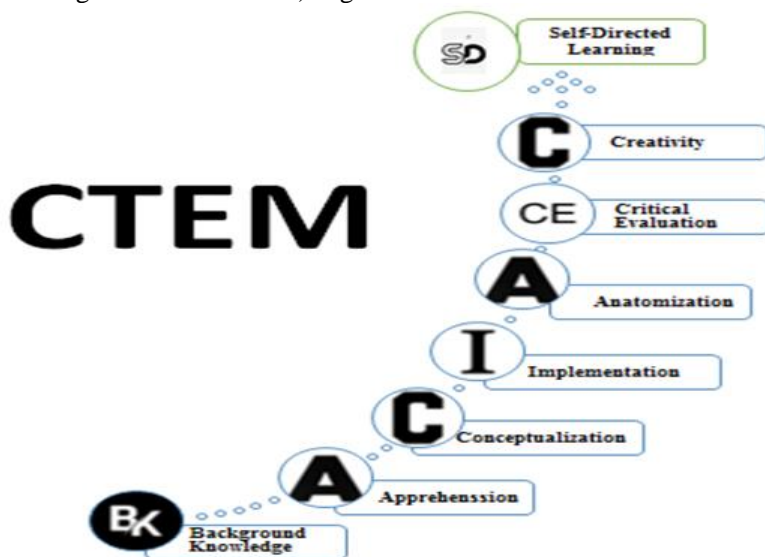 SD
Self-Directed
Learning
C
Creativity
CTEM
CE
Critical
Evaluation
A
Anatomization
I
Implementation
C
Conceptualization
A
Apprehenssion
BK
Background
Knowledge